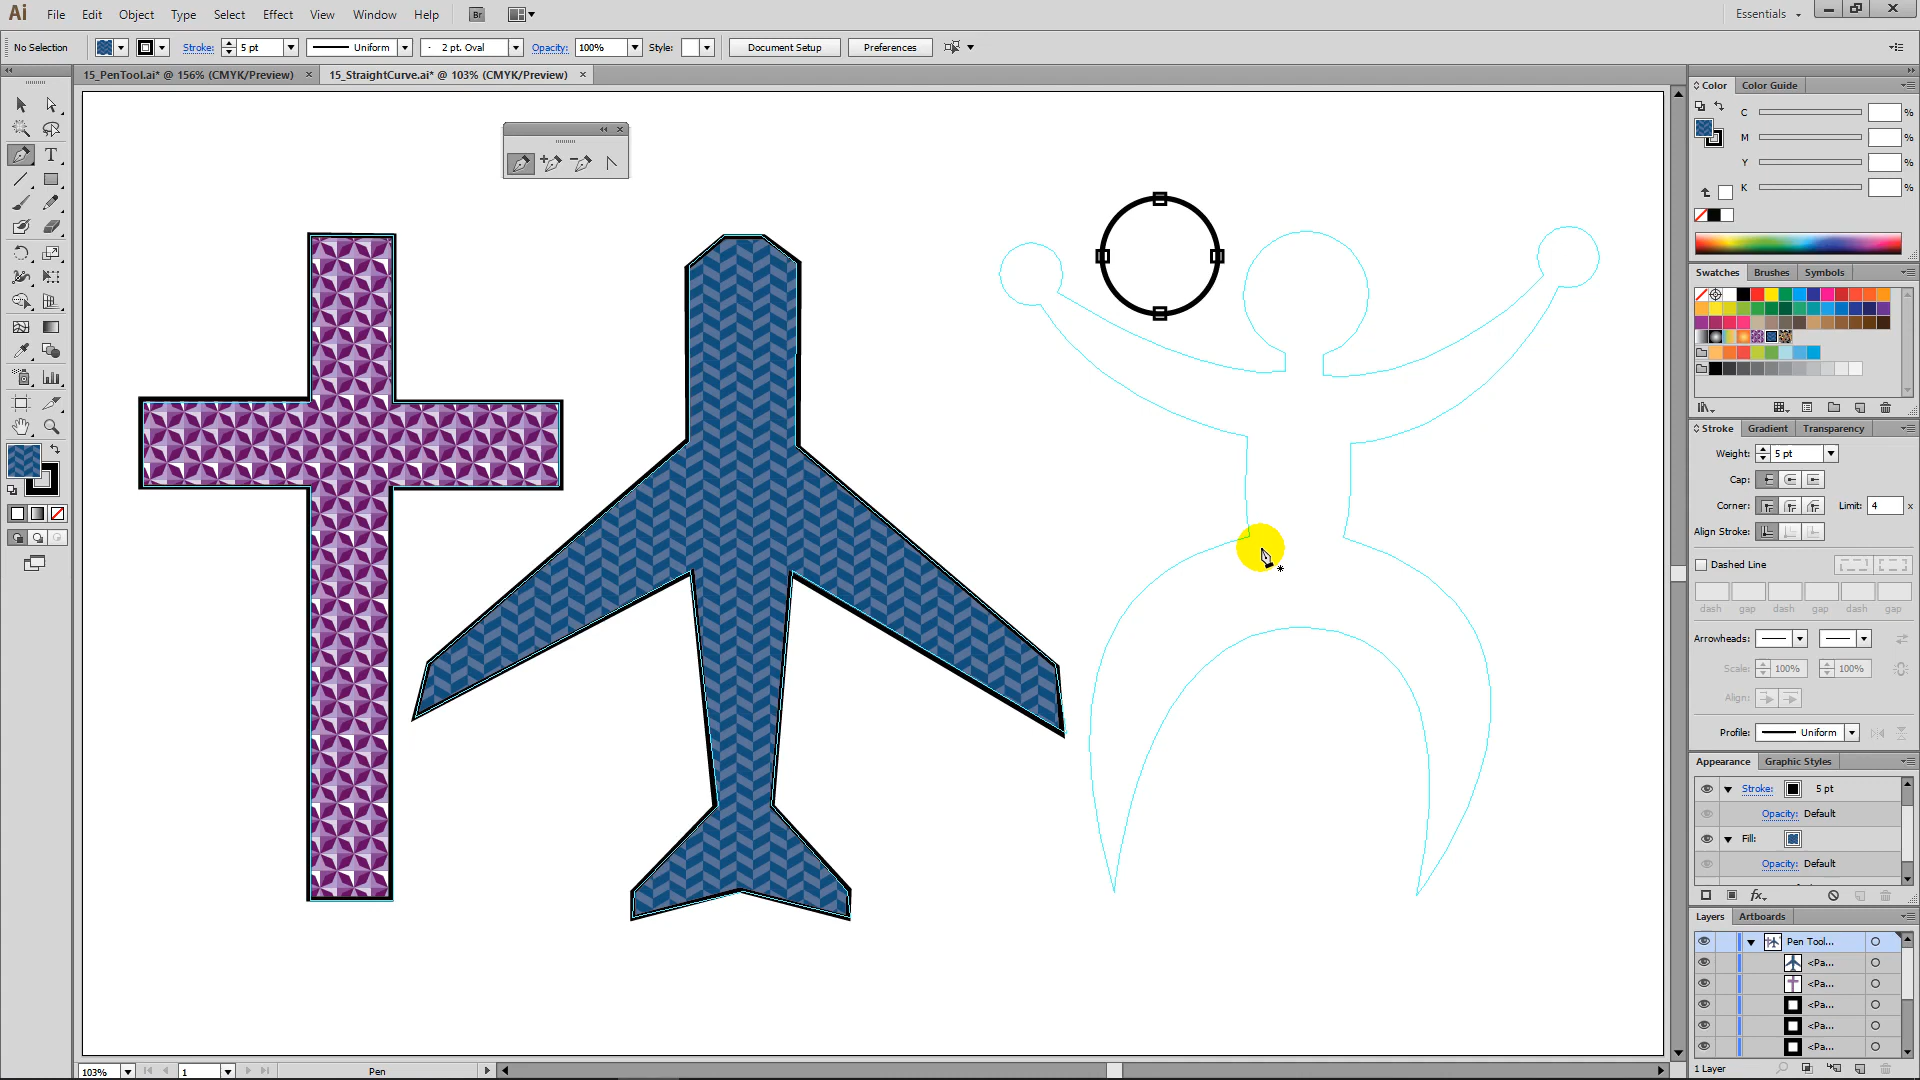 Ai File Edit Object Type Select Effect View Window Help Br Essentials
No Selection Stroke: 5 pt Uniform 2 pt. Oval Opacity: 100% Style: Document Setup Preferences
15_PenTool.ai* @ 156% (CMYK/Preview) 15_StraightCurve.ai* @ 103% (CMYK/Preview)
Color Color Guide
C %
M %
Y %
K %
Swatches Brushes Symbols
Stroke Gradient Transparency
Weight: 5 pt
Cap:
Corner: Limit: 4 x
Align Stroke:
Dashed Line
dash gap dash gap dash gap
Arrowheads:
Scale: 100% 100%
Align:
Profile: Uniform
Appearance Graphic Styles
Stroke: 5 pt
Opacity: Default
Fill:
Opacity: Default
fx
Layers Artboards
Pen Tool...
<Pa...
<Pa...
<Pa...
<Pa...
<Pa...
1 Layer
103% 1 Pen